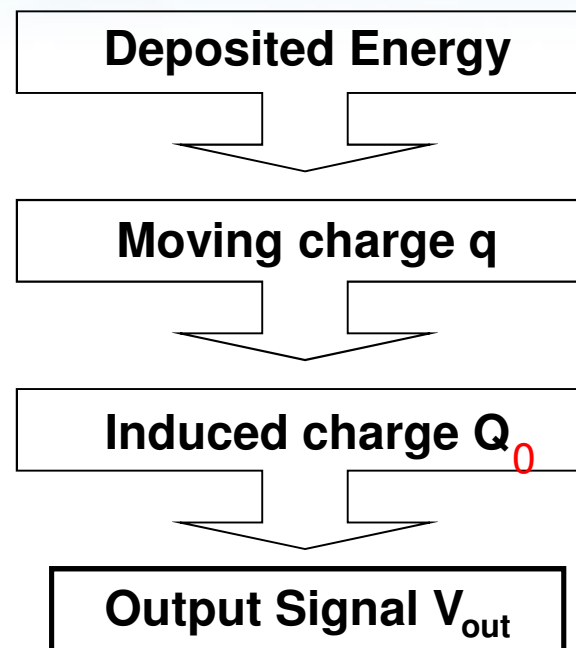 Deposited Energy
Moving charge q
Induced charge Q0
Output Signal Vout